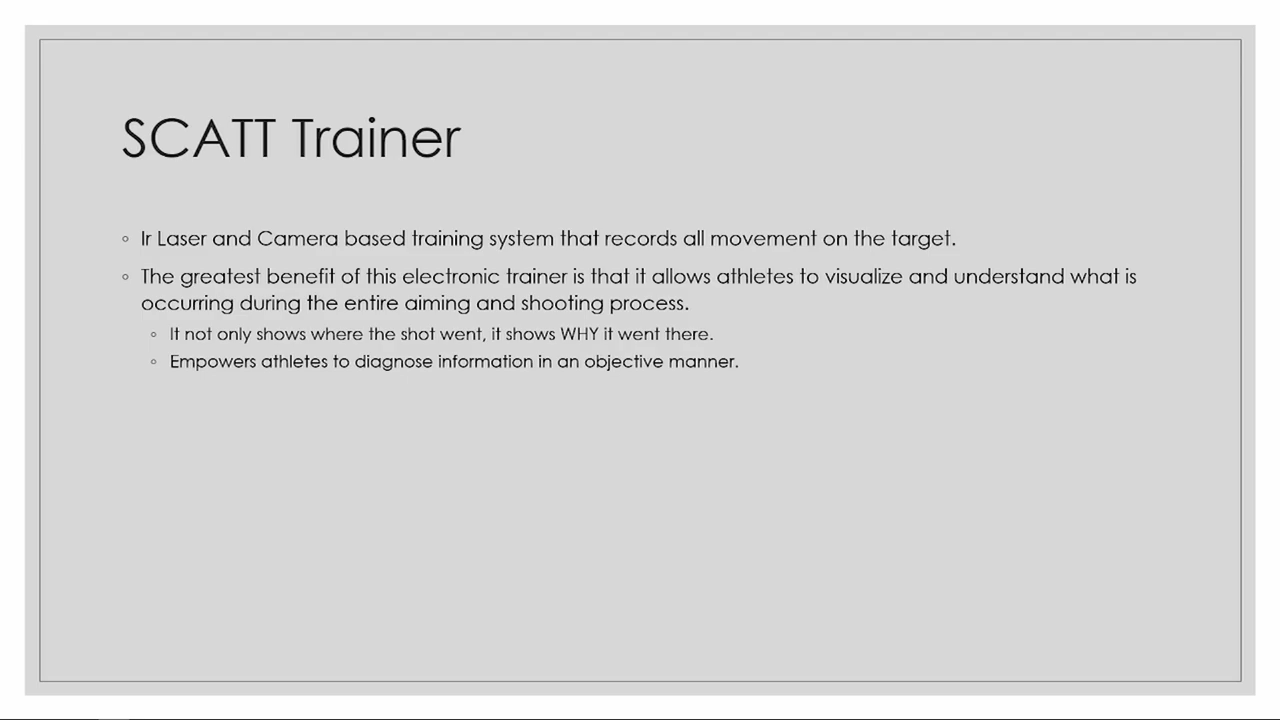 SCATT Trainer
◦ Ir Laser and Camera based training system that records all movement on the target.
◦ The greatest benefit of this electronic trainer is that it allows athletes to visualize and understand what is
occurring during the entire aiming and shooting process.
◦ It not only shows where the shot went, it shows WHY it went there.
◦ Empowers athletes to diagnose information in an objective manner.